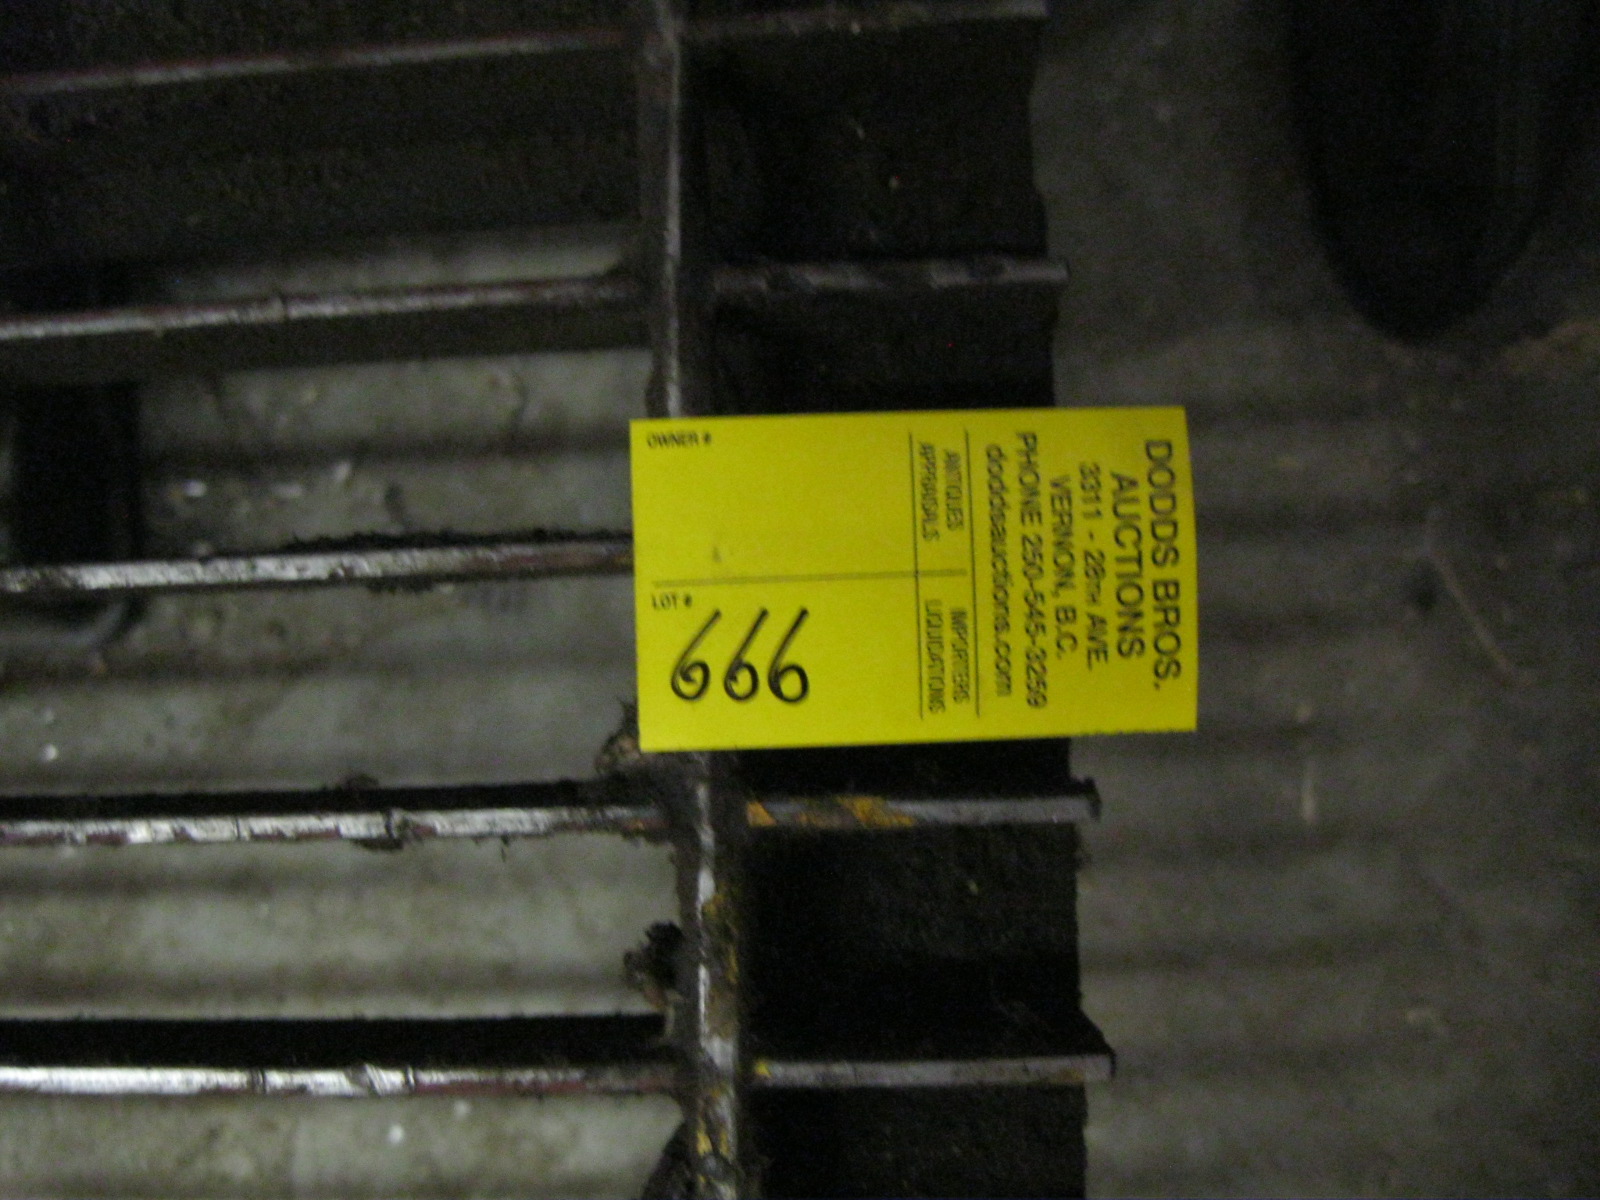 DODDS BROS.
AUCTIONS
3311 - 28TH AVE.
VERNON, B.C.
PHONE 250-545-3259
doddsauctions.com
ANTIQUES IMPORTERS
APPRAISALS LIQUIDATIONS
OWNER #
LOT #
666